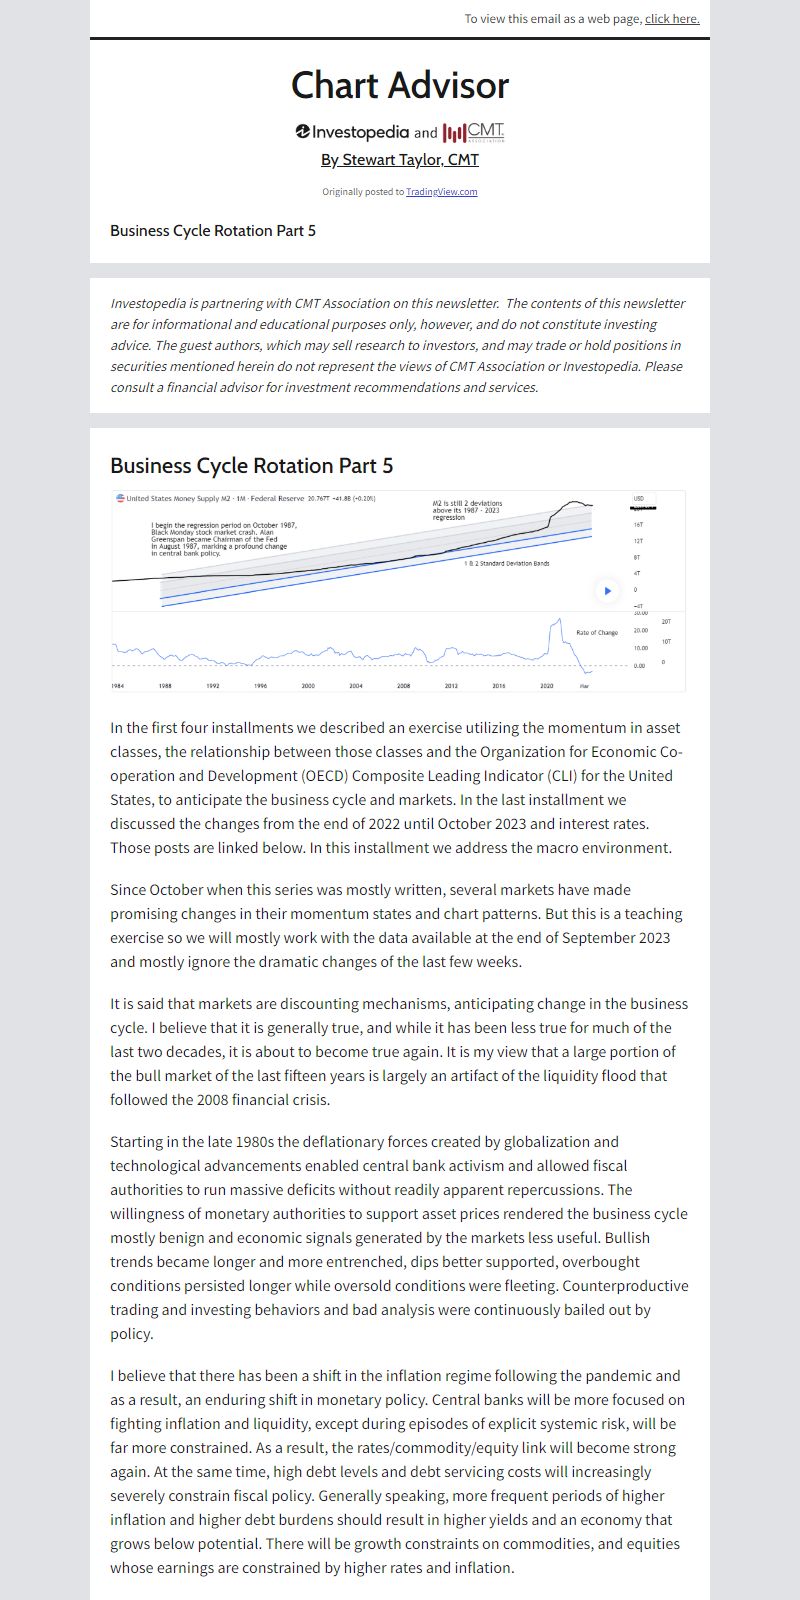 To view this email as a web page, click here.
Chart Advisor
Investopedia and CMT ASSOCIATION
By Stewart Taylor, CMT
Originally posted to TradingView.com
Business Cycle Rotation Part 5
Investopedia is partnering with CMT Association on this newsletter. The contents of this newsletter
are for informational and educational purposes only, however, and do not constitute investing
advice. The guest authors, which may sell research to investors, and may trade or hold positions in
securities mentioned herein do not represent the views of CMT Association or Investopedia. Please
consult a financial advisor for investment recommendations and services.
Business Cycle Rotation Part 5
United States Money Supply M2 · 1M · Federal Reserve 20.767T -41.8B (+0.20%)
USD
M2 is still 2 deviations
above its 1987 - 2023
regression
I begin the regression period on October 1987,
Black Monday stock market crash. Alan
Greenspan became Chairman of the Fed
in August 1987, marking a profound change
in central bank policy.
16T
12T
8T
1 & 2 Standard Deviation Bands
4T
0
-4T
30.00
20T
Rate of Change
20.00
10T
10.00
0
0.00
1984 1988 1992 1996 2000 2004 2008 2012 2016 2020 Mar
In the first four installments we described an exercise utilizing the momentum in asset
classes, the relationship between those classes and the Organization for Economic Co-
operation and Development (OECD) Composite Leading Indicator (CLI) for the United
States, to anticipate the business cycle and markets. In the last installment we
discussed the changes from the end of 2022 until October 2023 and interest rates.
Those posts are linked below. In this installment we address the macro environment.
Since October when this series was mostly written, several markets have made
promising changes in their momentum states and chart patterns. But this is a teaching
exercise so we will mostly work with the data available at the end of September 2023
and mostly ignore the dramatic changes of the last few weeks.
It is said that markets are discounting mechanisms, anticipating change in the business
cycle. I believe that it is generally true, and while it has been less true for much of the
last two decades, it is about to become true again. It is my view that a large portion of
the bull market of the last fifteen years is largely an artifact of the liquidity flood that
followed the 2008 financial crisis.
Starting in the late 1980s the deflationary forces created by globalization and
technological advancements enabled central bank activism and allowed fiscal
authorities to run massive deficits without readily apparent repercussions. The
willingness of monetary authorities to support asset prices rendered the business cycle
mostly benign and economic signals generated by the markets less useful. Bullish
trends became longer and more entrenched, dips better supported, overbought
conditions persisted longer while oversold conditions were fleeting. Counterproductive
trading and investing behaviors and bad analysis were continuously bailed out by
policy.
I believe that there has been a shift in the inflation regime following the pandemic and
as a result, an enduring shift in monetary policy. Central banks will be more focused on
fighting inflation and liquidity, except during episodes of explicit systemic risk, will be
far more constrained. As a result, the rates/commodity/equity link will become strong
again. At the same time, high debt levels and debt servicing costs will increasingly
severely constrain fiscal policy. Generally speaking, more frequent periods of higher
inflation and higher debt burdens should result in higher yields and an economy that
grows below potential. There will be growth constraints on commodities, and equities
whose earnings are constrained by higher rates and inflation.